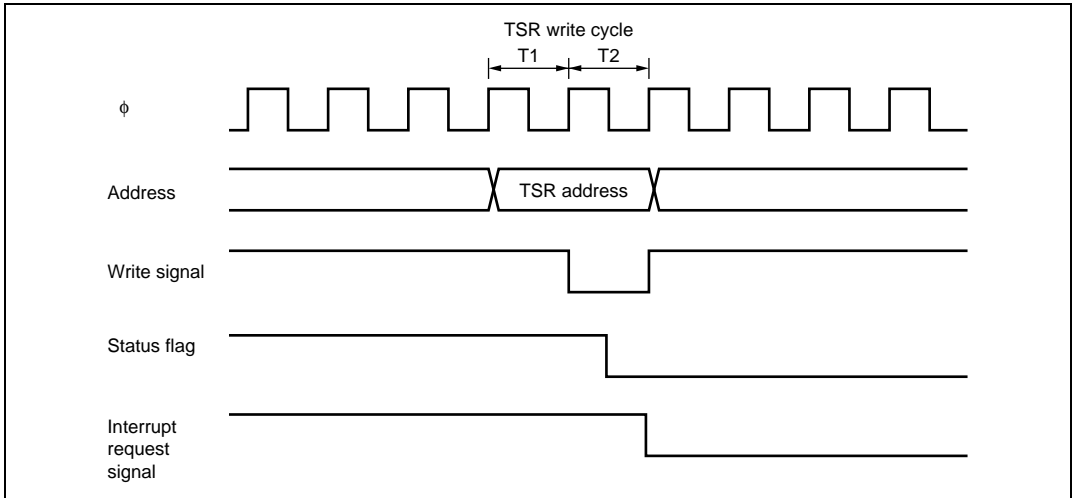 TSR write cycle
T1 T2
ϕ
Address
TSR address
Write signal
Status flag
Interrupt
request
signal